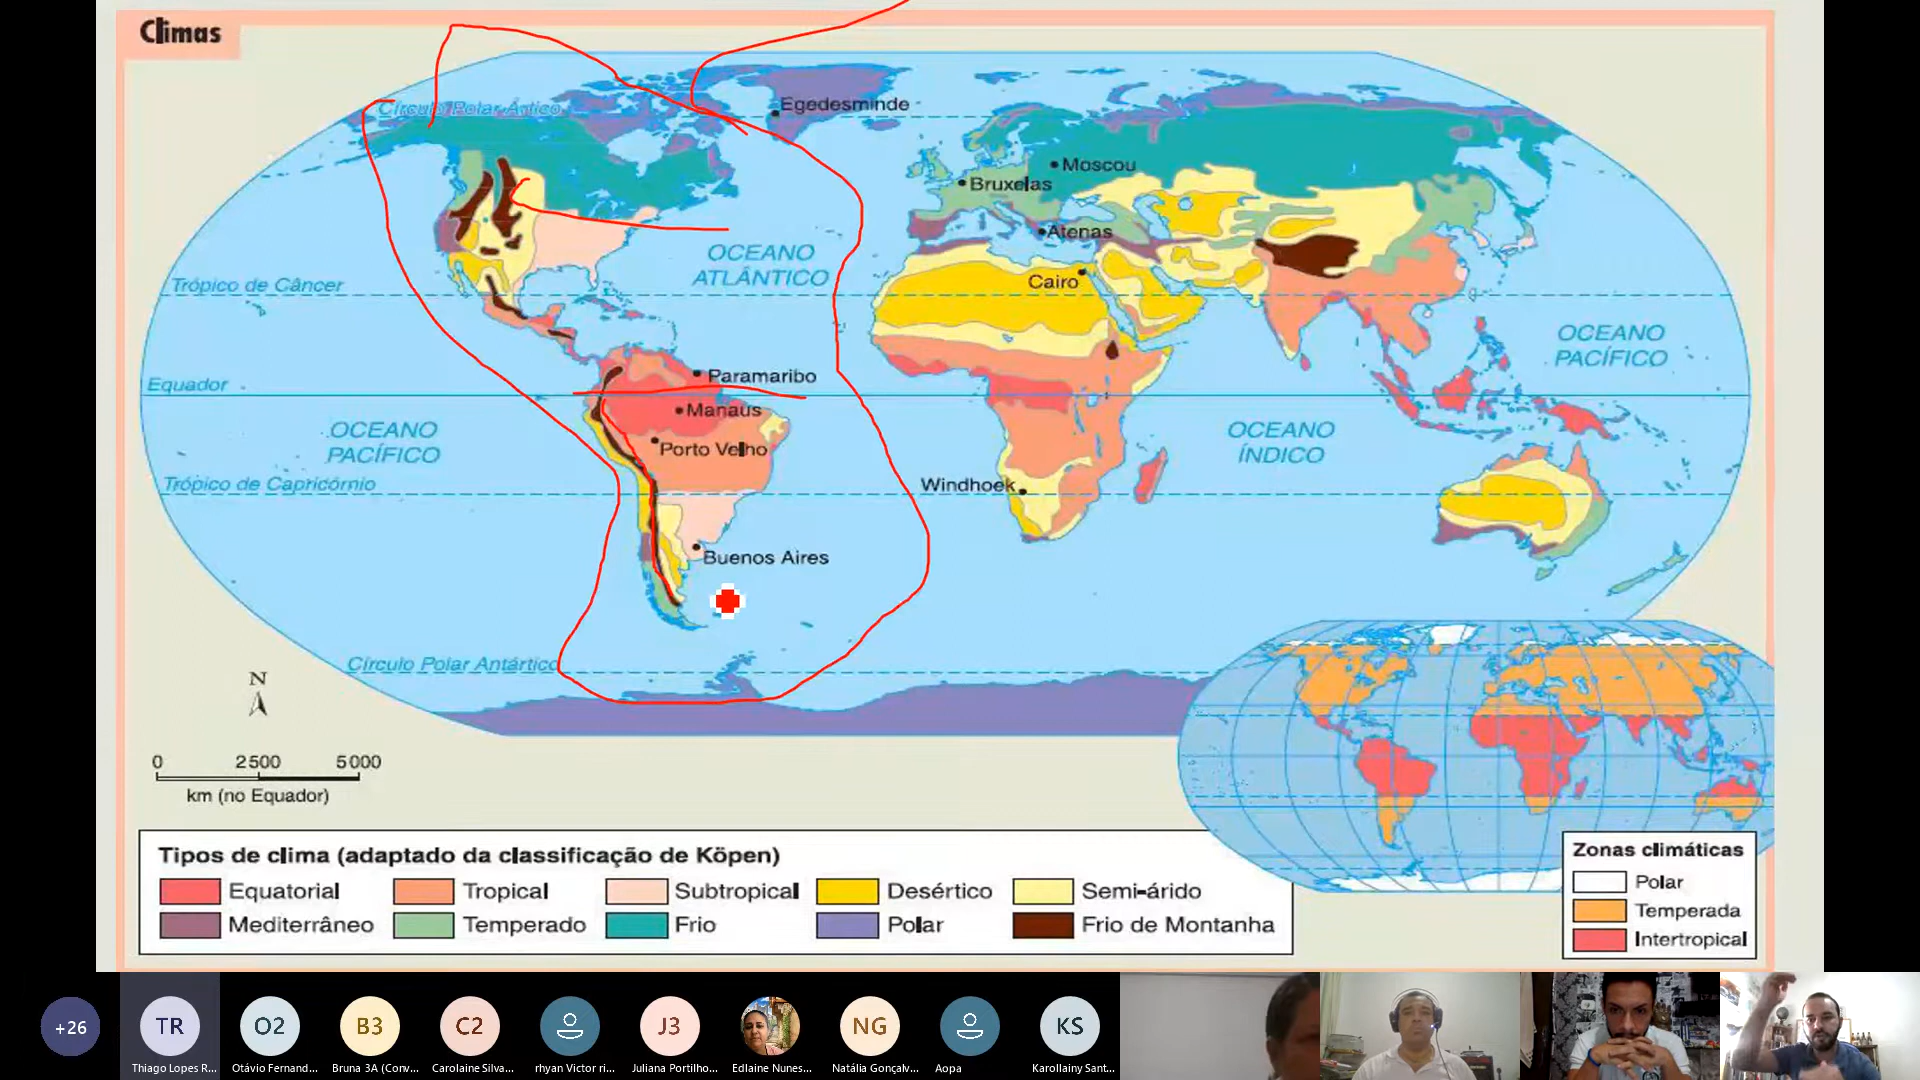 Climas
Círculo Polar Ártico
Egedesminde
Moscou
Bruxelas
Atenas
OCEANO
ATLÂNTICO
Cairo
Trópico de Câncer
OCEANO
PACÍFICO
Paramaribo
Equador
Manaus
OCEANO
PACÍFICO
OCEANO
ÍNDICO
Porto Velho
Trópico de Capricórnio
Windhoek
Buenos Aires
Círculo Polar Antártico
N
0 2500 5000
km (no Equador)
Tipos de clima (adaptado da classificação de Köpen)
Equatorial Tropical Subtropical Desértico Semi-árido
Mediterrâneo Temperado Frio Polar Frio de Montanha
Zonas climáticas
Polar
Temperada
Intertropical
+26 TR O2 B3 C2 J3 NG KS
Thiago Lopes R... Otávio Fernand... Bruna 3A (Conv... Carolaine Silva... rhyan Victor ri... Juliana Portilho... Edlaine Nunes... Natália Gonçalv... Aopa Karollainy Sant...